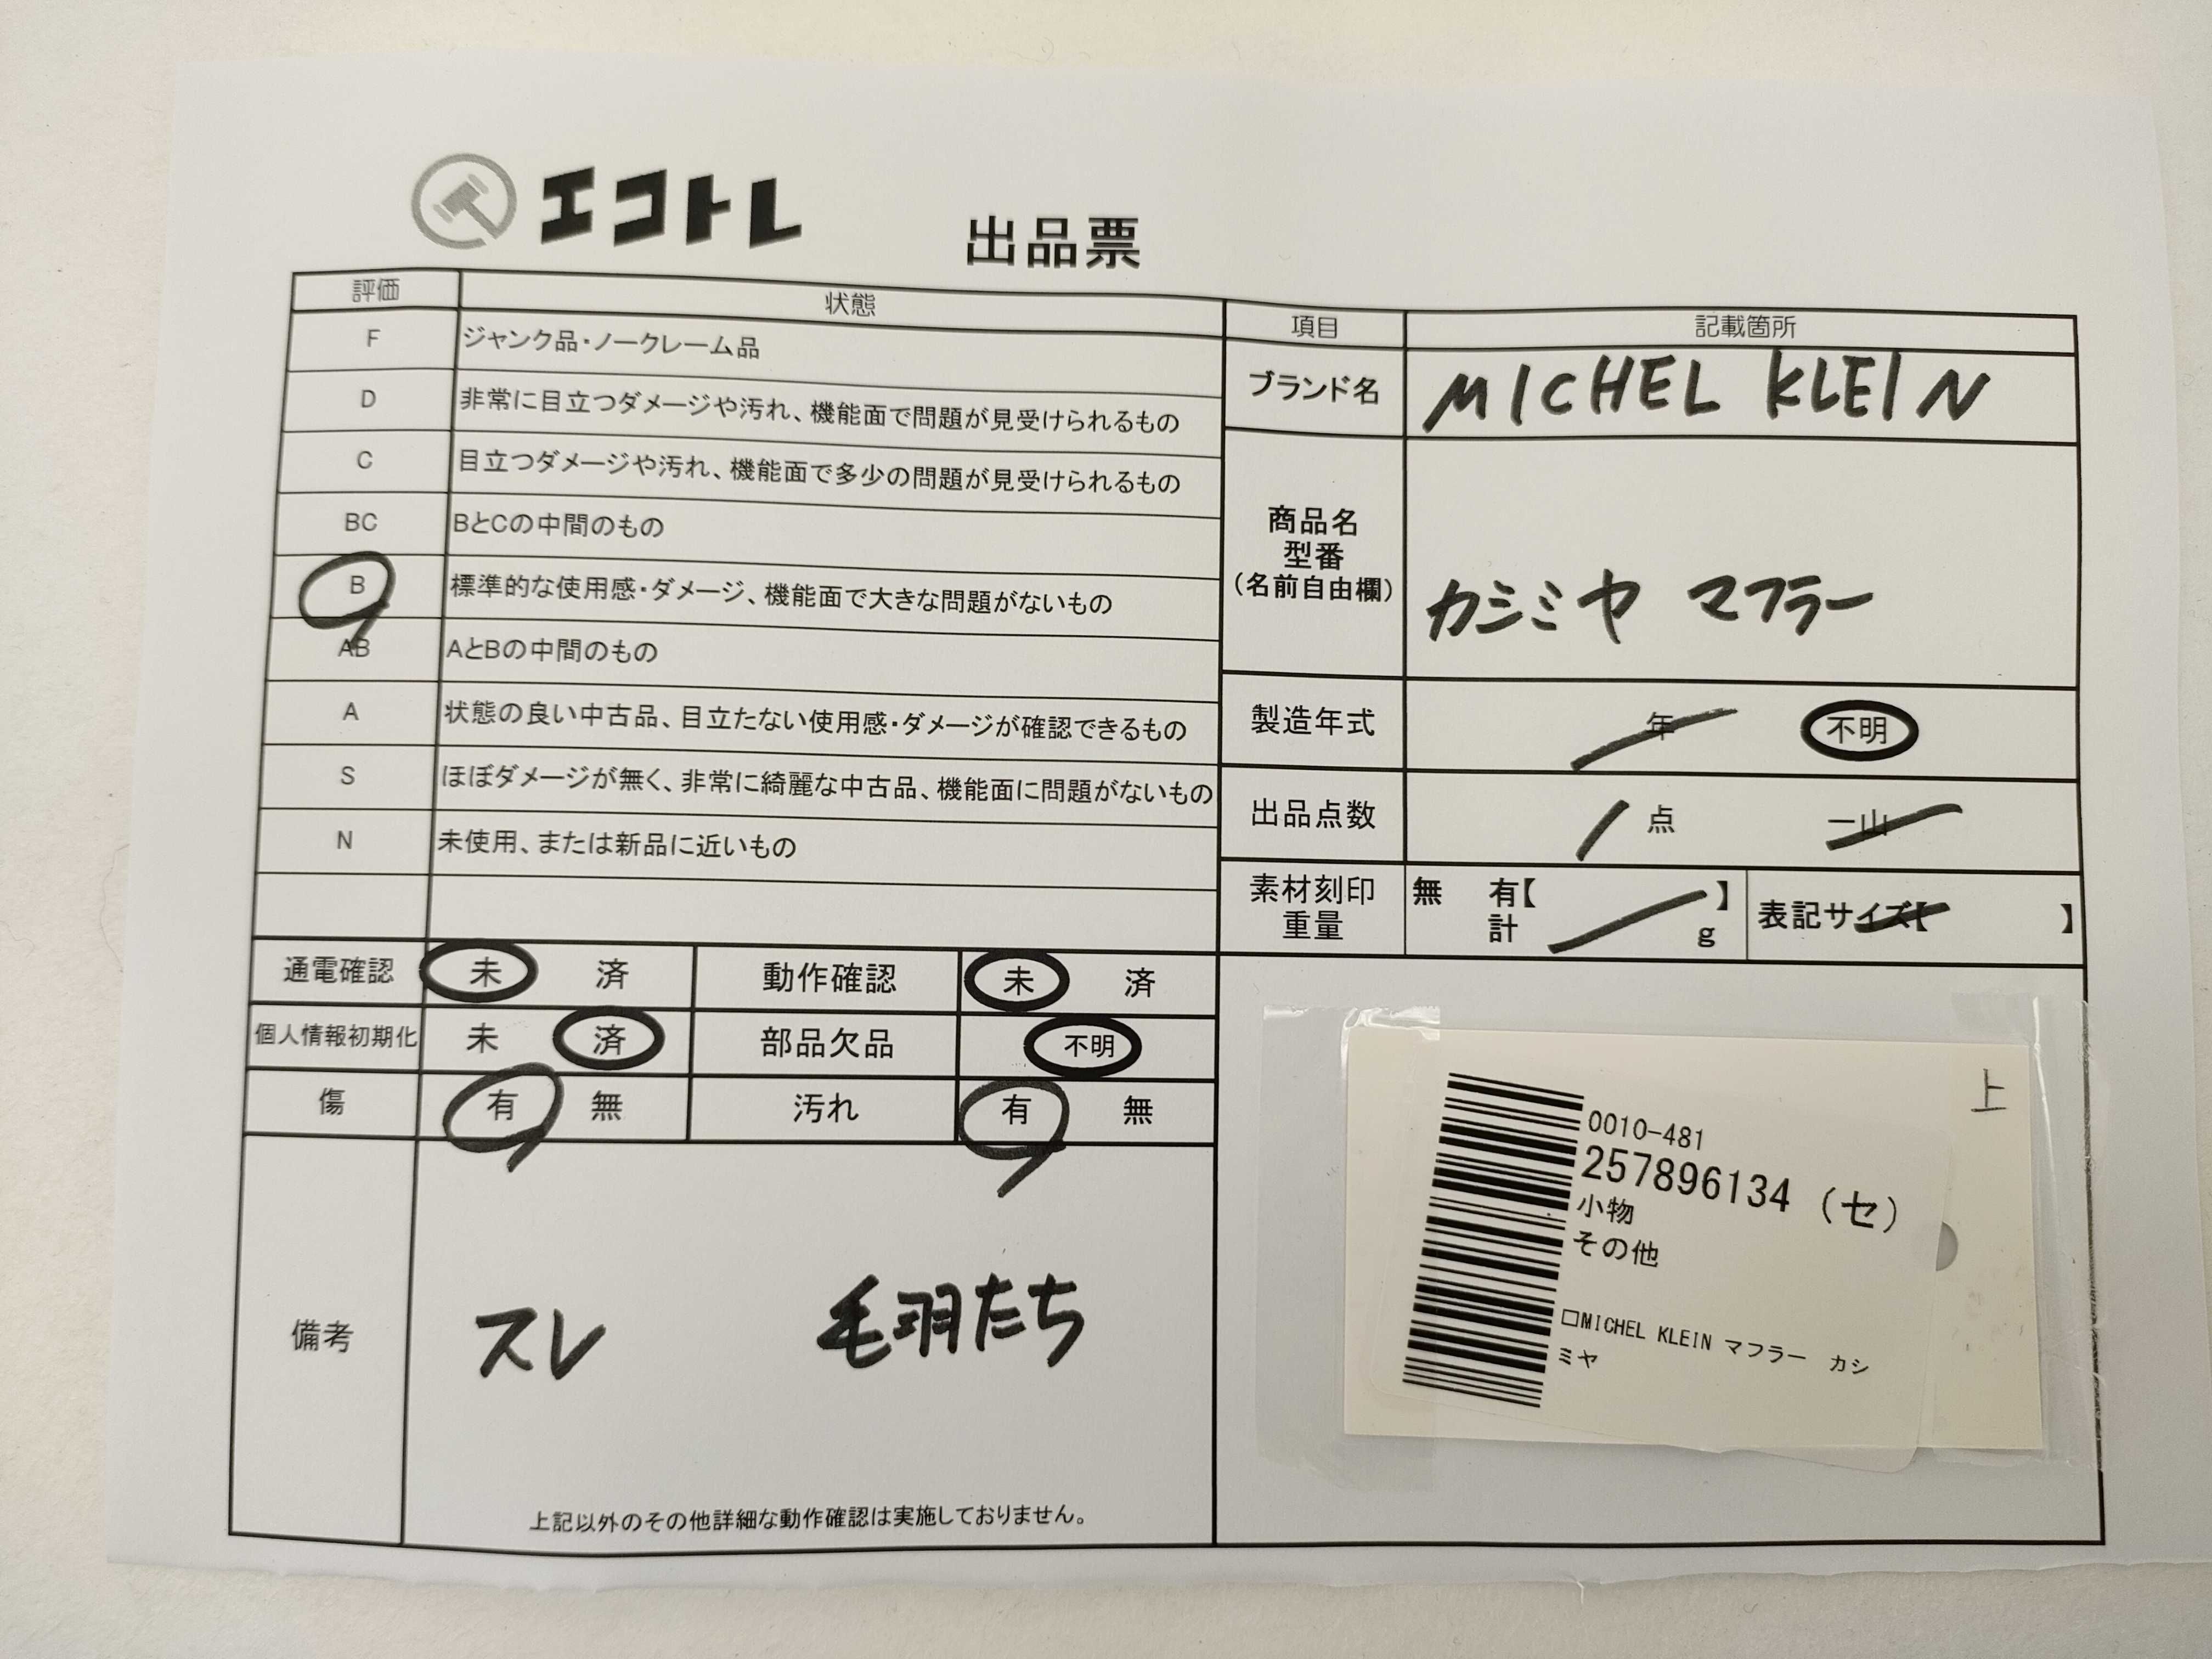 エコトレ
出品票
評価 状態
F ジャンク品・ノークレーム品
D 非常に目立つダメージや汚れ、機能面で問題が見受けられるもの
C 目立つダメージや汚れ、機能面で多少の問題が見受けられるもの
BC BとCの中間のもの
B 標準的な使用感・ダメージ、機能面で大きな問題がないもの
AB AとBの中間のもの
A 状態の良い中古品、目立たない使用感・ダメージが確認できるもの
S ほぼダメージが無く、非常に綺麗な中古品、機能面に問題がないもの
N 未使用、または新品に近いもの
通電確認 未 済 動作確認 未 済
個人情報初期化 未 済 部品欠品 不明
傷 有 無 汚れ 有 無
備考
スレ 毛羽たち
上記以外のその他詳細な動作確認は実施しておりません。
項目 記載箇所
ブランド名 MICHEL KLEIN
商品名
型番
(名前自由欄)
カシミヤ マフラー
製造年式 年 不明
出品点数 1 点 一山
素材刻印 無 有【 】
重量 計 g
表記サイズ【 】
上
0010-481
257896134 (セ)
小物
その他
□MICHEL KLEIN マフラー カシ
ミヤ